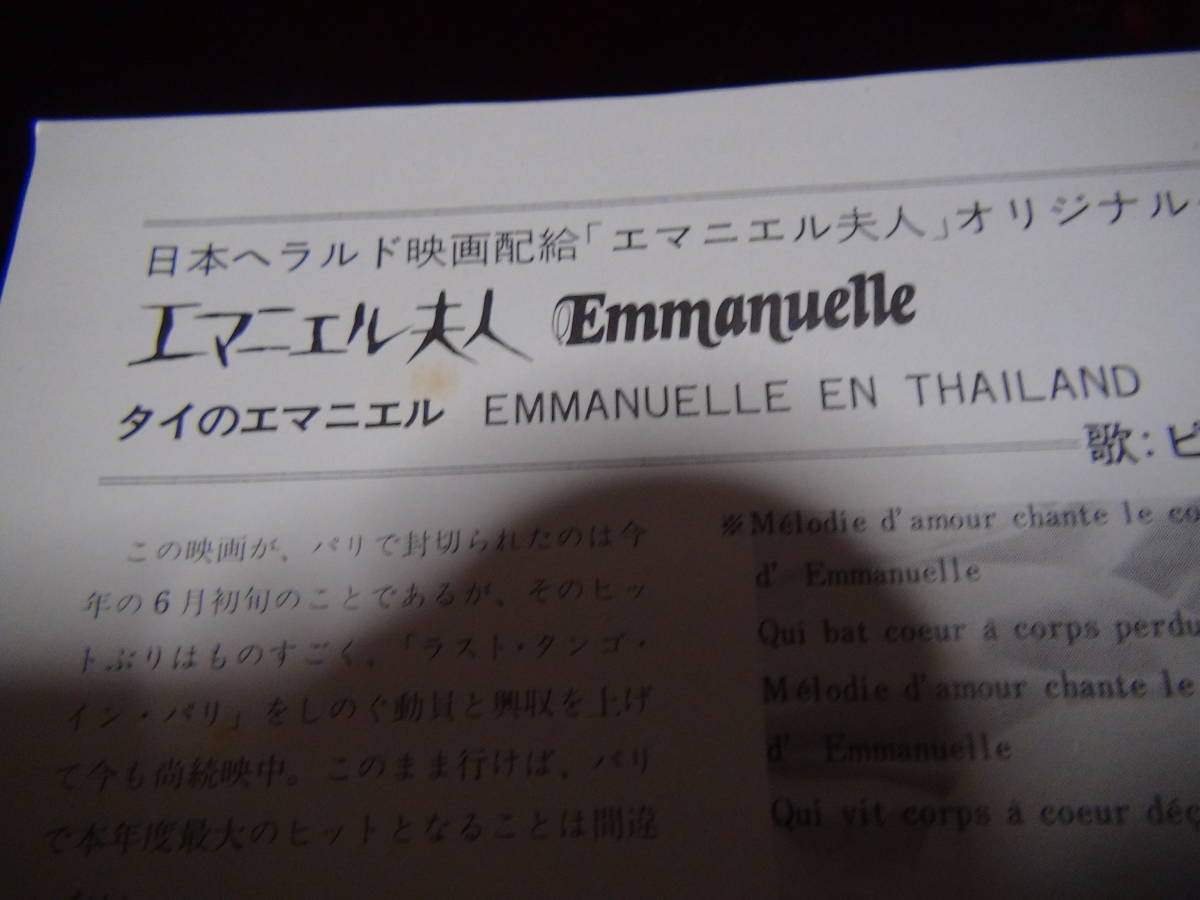 日本ヘラルド映画配給「エマニエル夫人」オリジナル
エマニエル夫人 Emmanuelle
タイのエマニエル EMMANUELLE EN THAILAND
歌:ピ
この映画が、パリで封切られたのは今
年の6月初旬のことであるが、そのヒッ
トぶりはものすごく、「ラスト・タンゴ・
イン・パリ」をしのぐ動員と興収を上げ
て今も尚続映中。このまま行けば、パリ
で本年度最大のヒットとなることは間違
※Mélodie d'amour chante le co
d' Emmanuelle
Qui bat coeur â corps perdu
Mélodie d'amour chante le
d' Emmanuelle
Qui vit corps â coeur déç